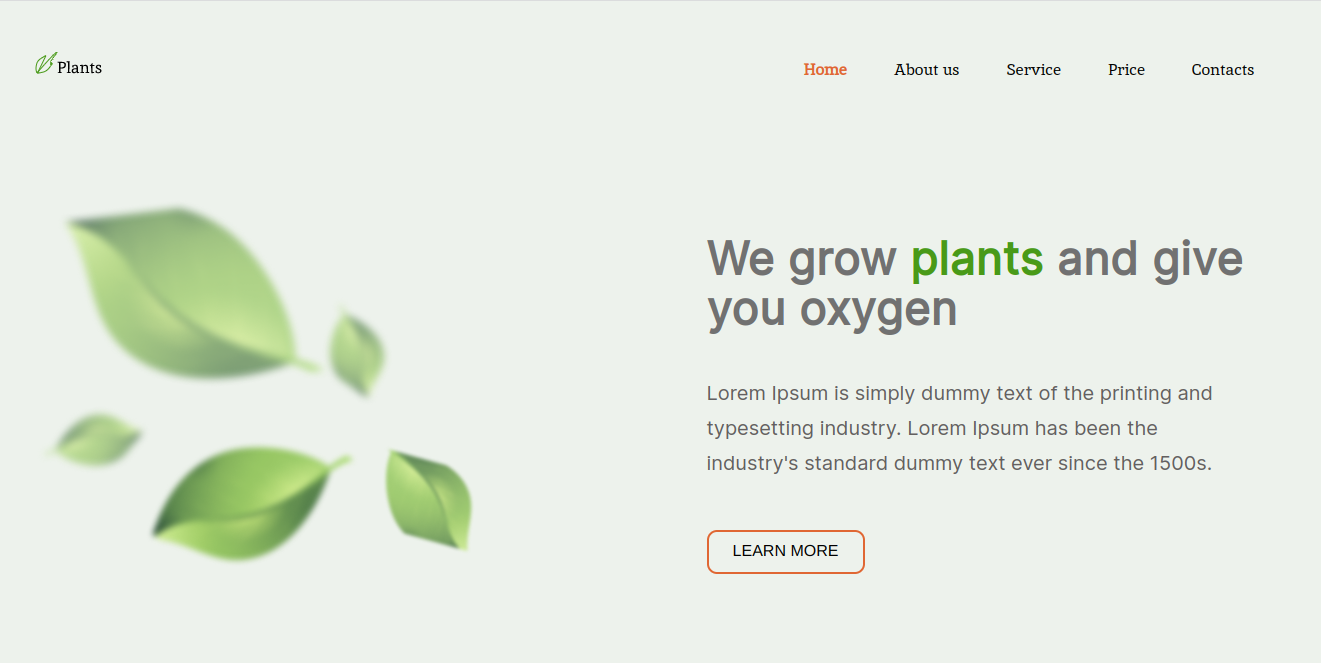 Plants
Home About us Service Price Contacts
We grow plants and give
you oxygen
Lorem Ipsum is simply dummy text of the printing and
typesetting industry. Lorem Ipsum has been the
industry's standard dummy text ever since the 1500s.
LEARN MORE